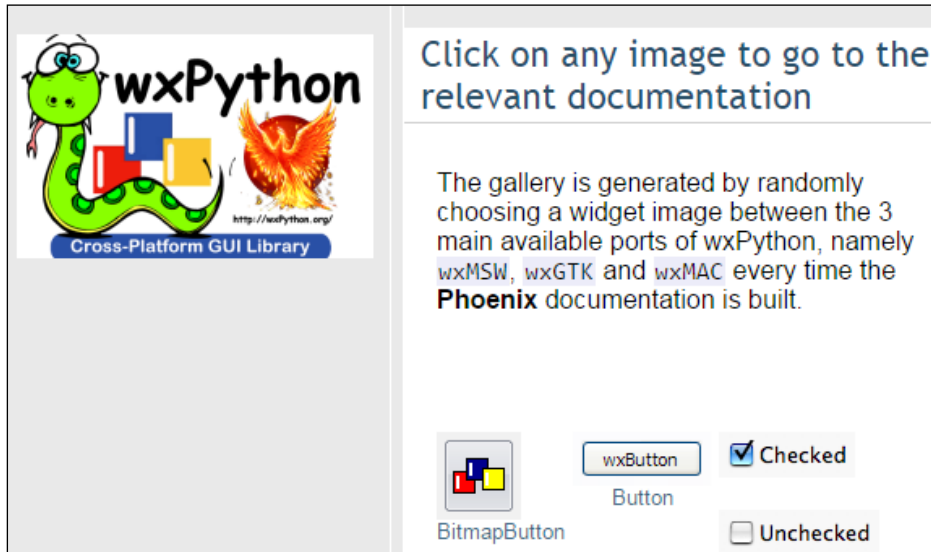 wxPython
http://wxPython.org/
Cross-Platform GUI Library
Click on any image to go to the
relevant documentation
The gallery is generated by randomly
choosing a widget image between the 3
main available ports of wxPython, namely
wxMSW, wxGTK and wxMAC every time the
Phoenix documentation is built.
wxButton
Checked
Button
BitmapButton
Unchecked